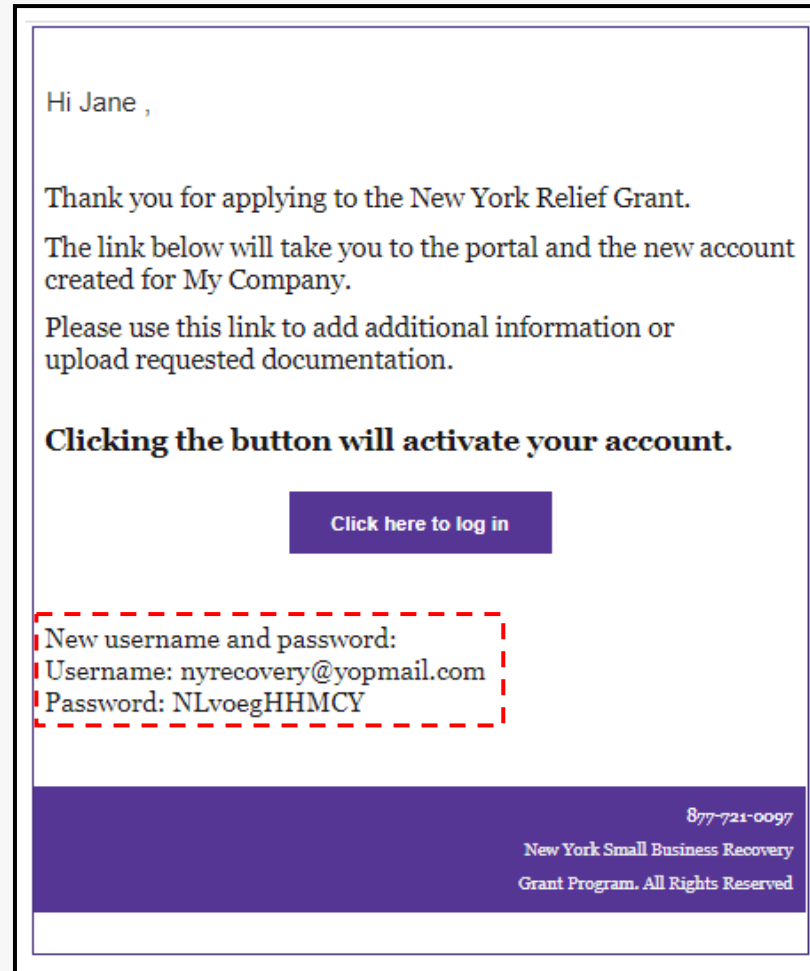 Hi Jane ,
Thank you for applying to the New York Relief Grant.
The link below will take you to the portal and the new account
created for My Company.
Please use this link to add additional information or
upload requested documentation.
Clicking the button will activate your account.
Click here to log in
New username and password:
Username: nyrecovery@yopmail.com
Password: NLvoegHHMCY
877-721-0097
New York Small Business Recovery
Grant Program. All Rights Reserved